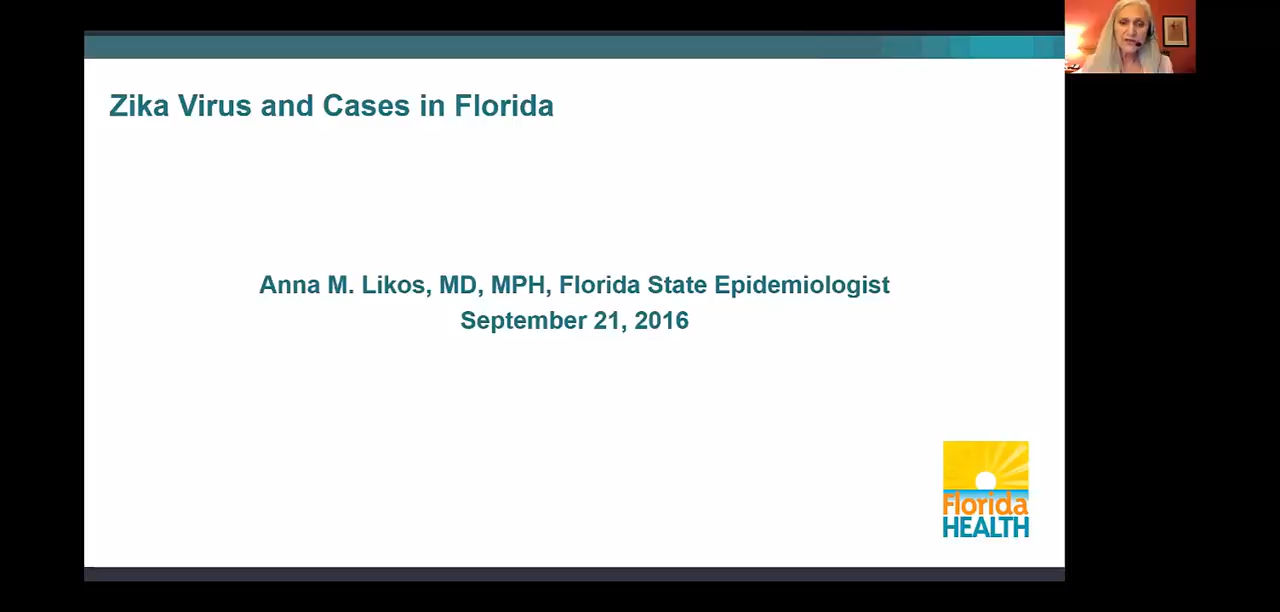 Zika Virus and Cases in Florida
Anna M. Likos, MD, MPH, Florida State Epidemiologist
September 21, 2016
Florida
HEALTH